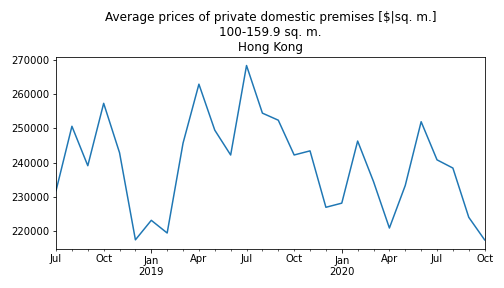 Average prices of private domestic premises [$|sq. m.]
100-159.9 sq. m.
Hong Kong
270000
260000
250000
240000
230000
220000
Jul Oct Jan Apr Jul Oct Jan Apr Jul Oct
2019 2020